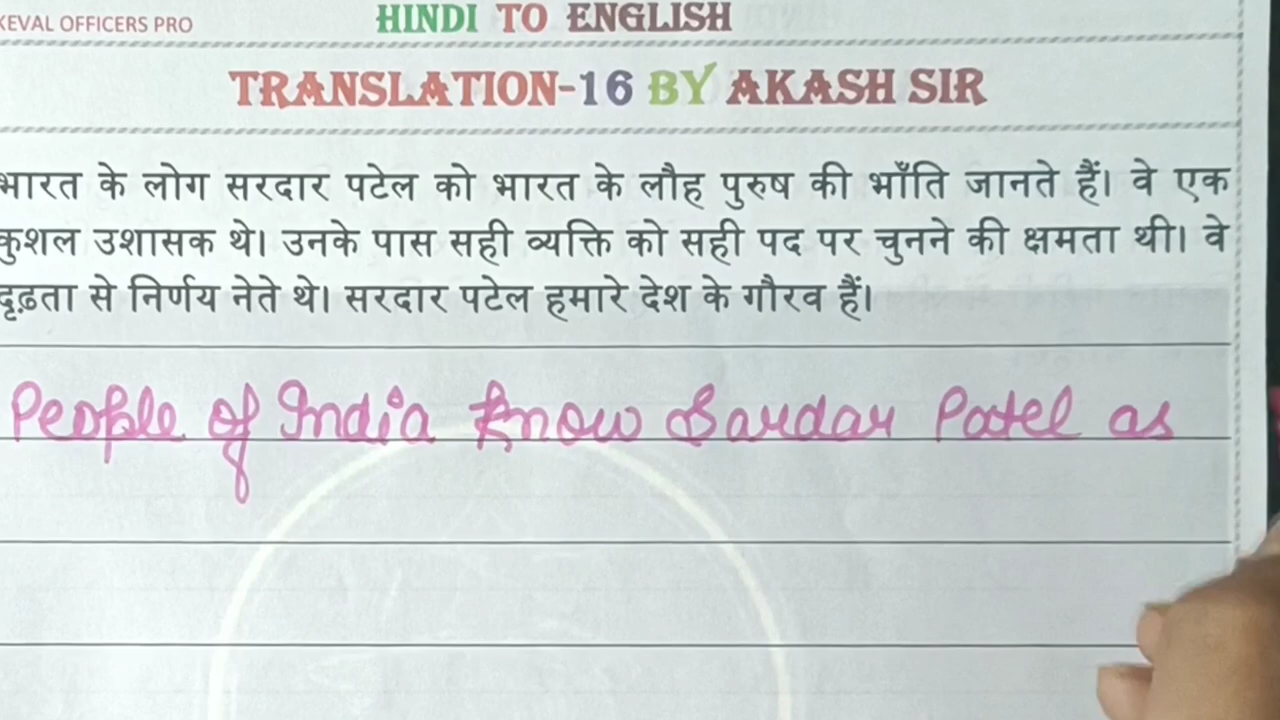 KEVAL OFFICERS PRO
HINDI TO ENGLISH
TRANSLATION-16 BY AKASH SIR
भारत के लोग सरदार पटेल को भारत के लौह पुरुष की भाँति जानते हैं। वे एक
कुशल उशासक थे। उनके पास सही व्यक्ति को सही पद पर चुनने की क्षमता थी। वे
दृढ़ता से निर्णय नेते थे। सरदार पटेल हमारे देश के गौरव हैं।
People of India know Sardar Patel as